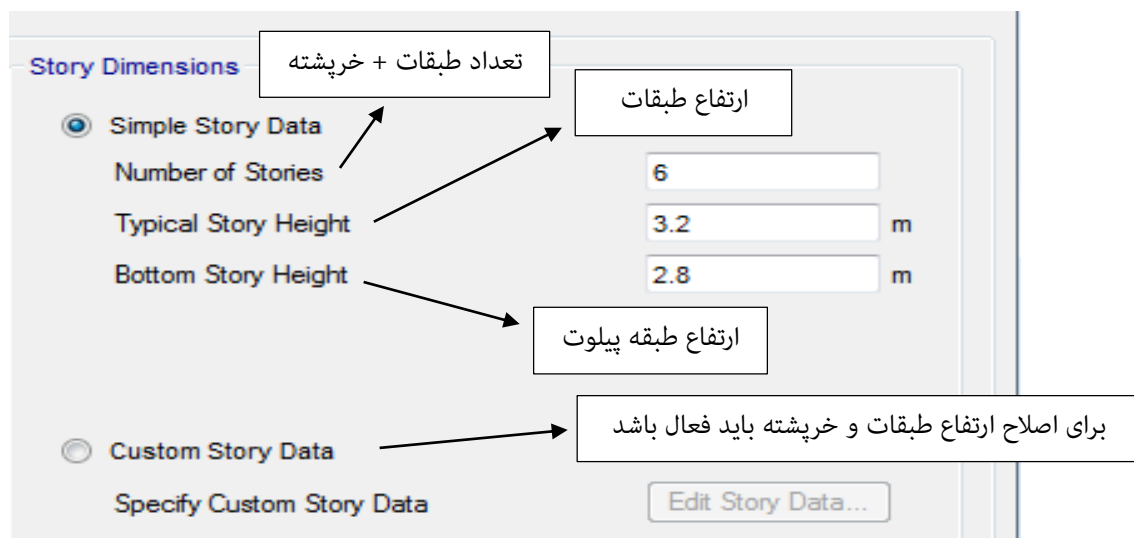 تعداد طبقات + خرپشته
Story Dimensions
ارتفاع طبقات
Simple Story Data
Number of Stories 6
Typical Story Height 3.2 m
Bottom Story Height 2.8 m
ارتفاع طبقه پیلوت
برای اصلاح ارتفاع طبقات و خرپشته باید فعال باشد
Custom Story Data
Specify Custom Story Data Edit Story Data...